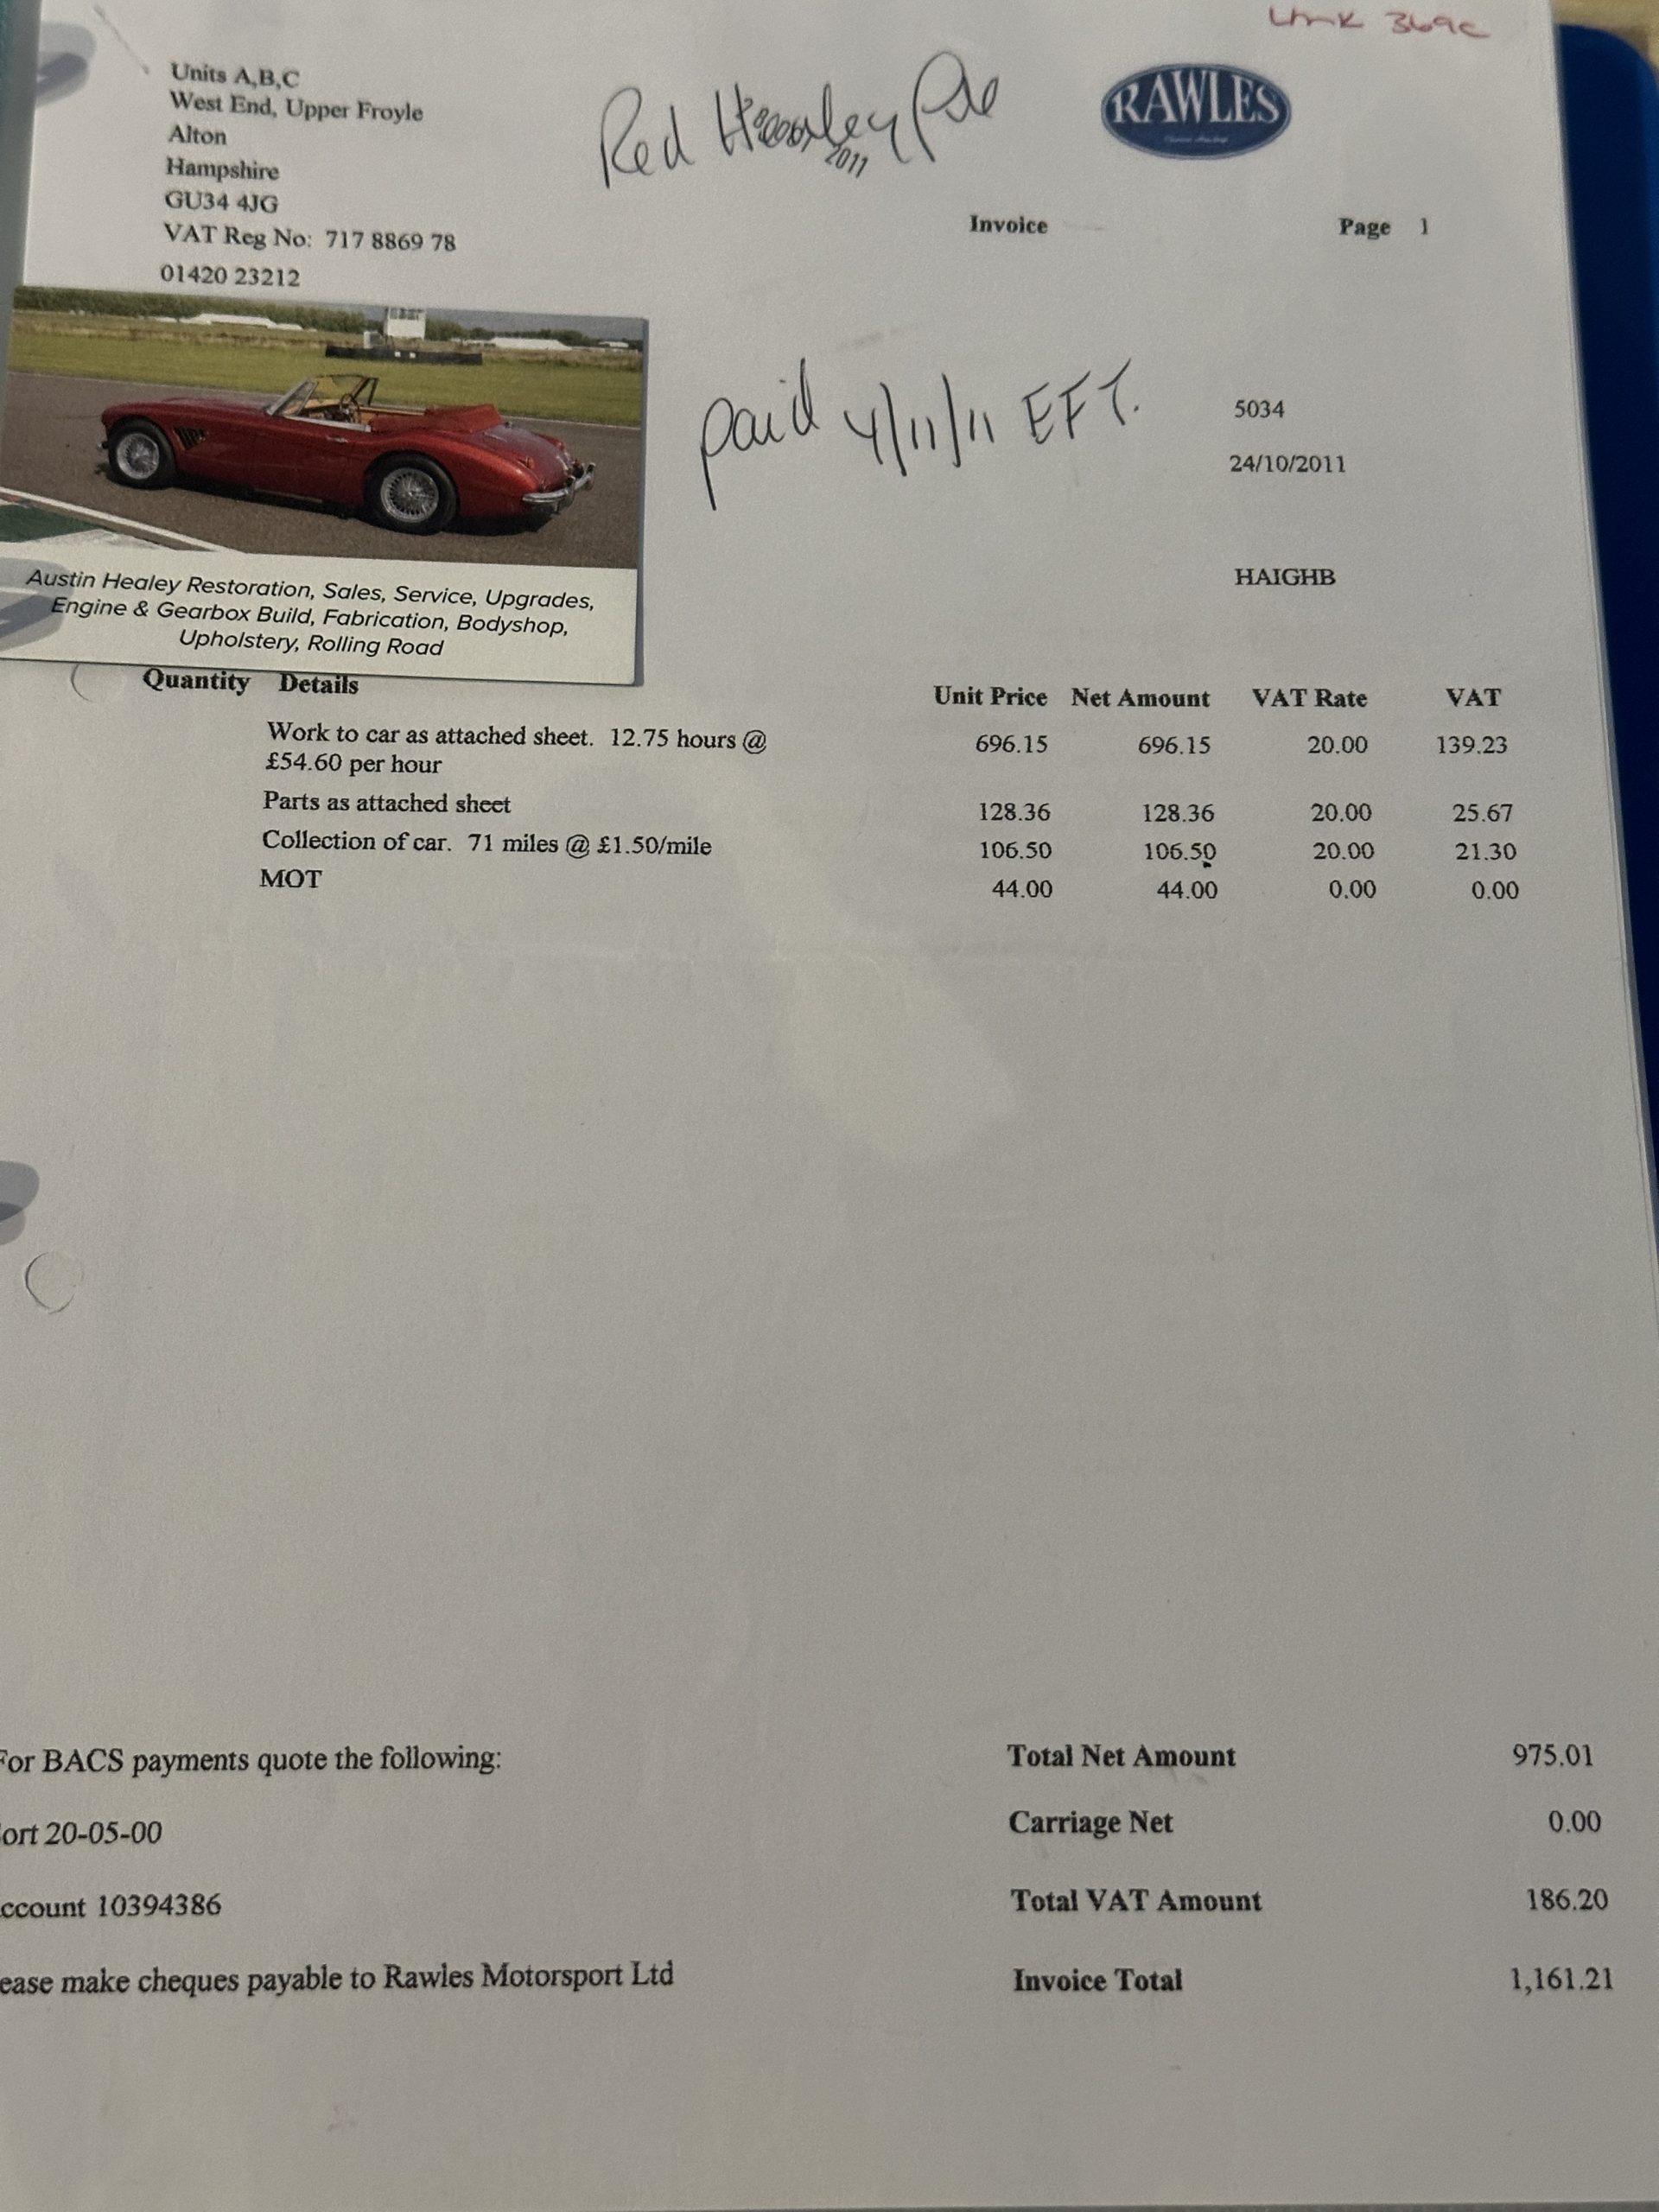 Units A,B,C
West End, Upper Froyle
Alton
Hampshire
GU34 4JG
VAT Reg No: 717 8869 78
01420 23212
Red Healey
2011
RAWLES
Invoice Page 1
paid 4/11/11 EFT.
5034
24/10/2011
HAIGHB
Austin Healey Restoration, Sales, Service, Upgrades,
Engine & Gearbox Build, Fabrication, Bodyshop,
Upholstery, Rolling Road
Quantity Details Unit Price Net Amount VAT Rate VAT
Work to car as attached sheet. 12.75 hours @ 696.15 696.15 20.00 139.23
£54.60 per hour
Parts as attached sheet 128.36 128.36 20.00 25.67
Collection of car. 71 miles @ £1.50/mile 106.50 106.50 20.00 21.30
MOT 44.00 44.00 0.00 0.00
For BACS payments quote the following: Total Net Amount 975.01
ort 20-05-00 Carriage Net 0.00
ccount 10394386 Total VAT Amount 186.20
ease make cheques payable to Rawles Motorsport Ltd Invoice Total 1,161.21